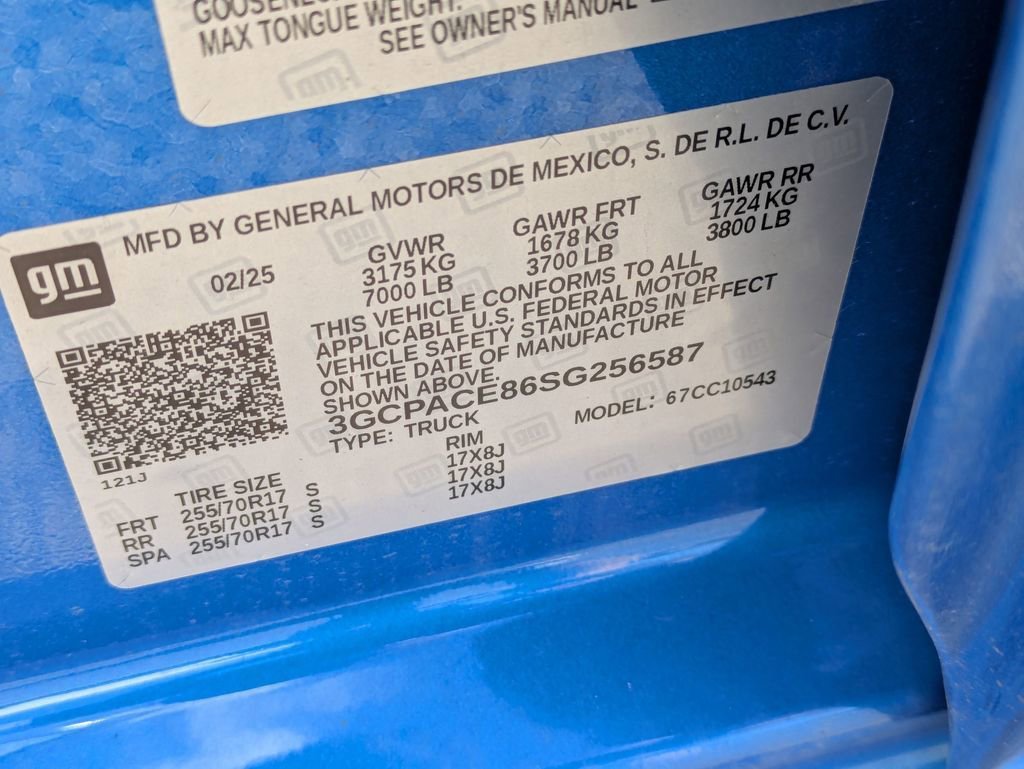 MAX TONGUE WEIGHT:
SEE OWNER'S MANUAL
MFD BY GENERAL MOTORS DE MEXICO, S. DE R.L. DE C.V.
gm
02/25
GVWR
3175 KG
7000 LB
GAWR FRT
1678 KG
3700 LB
GAWR RR
1724 KG
3800 LB
THIS VEHICLE CONFORMS TO ALL
APPLICABLE U.S. FEDERAL MOTOR
VEHICLE SAFETY STANDARDS IN EFFECT
ON THE DATE OF MANUFACTURE
SHOWN ABOVE.
3GCPACE86SG256587
TYPE: TRUCK
MODEL: 67CC10543
121J
TIRE SIZE RIM
FRT 255/70R17 S 17X8J
RR 255/70R17 S 17X8J
SPA 255/70R17 S 17X8J